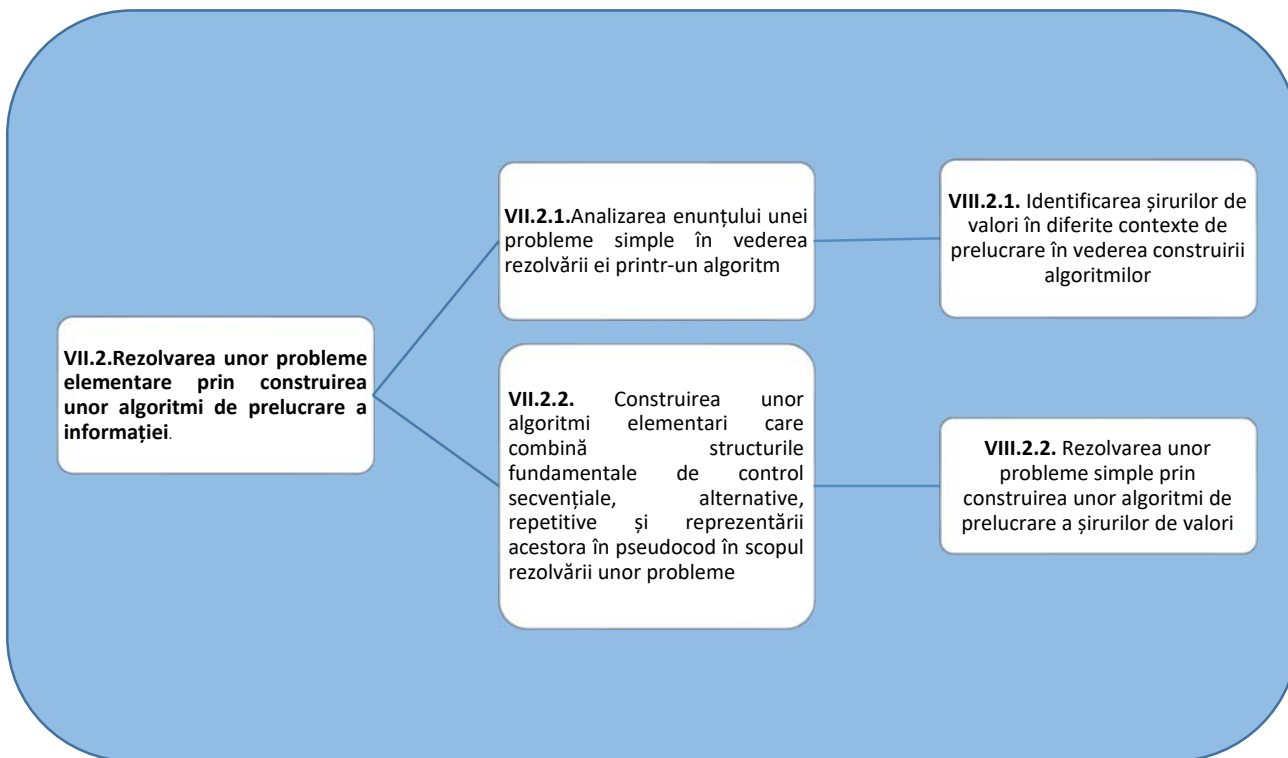 VII.2.Rezolvarea unor probleme
elementare prin construirea
unor algoritmi de prelucrare a
informației.
VII.2.1.Analizarea enunțului unei
probleme simple în vederea
rezolvării ei printr-un algoritm
VIII.2.1. Identificarea șirurilor de
valori în diferite contexte de
prelucrare în vederea construirii
algoritmilor
VII.2.2. Construirea unor
algoritmi elementari care
combină structurile
fundamentale de control
secvențiale, alternative,
repetitive și reprezentării
acestora în pseudocod în scopul
rezolvării unor probleme
VIII.2.2. Rezolvarea unor
probleme simple prin
construirea unor algoritmi de
prelucrare a șirurilor de valori